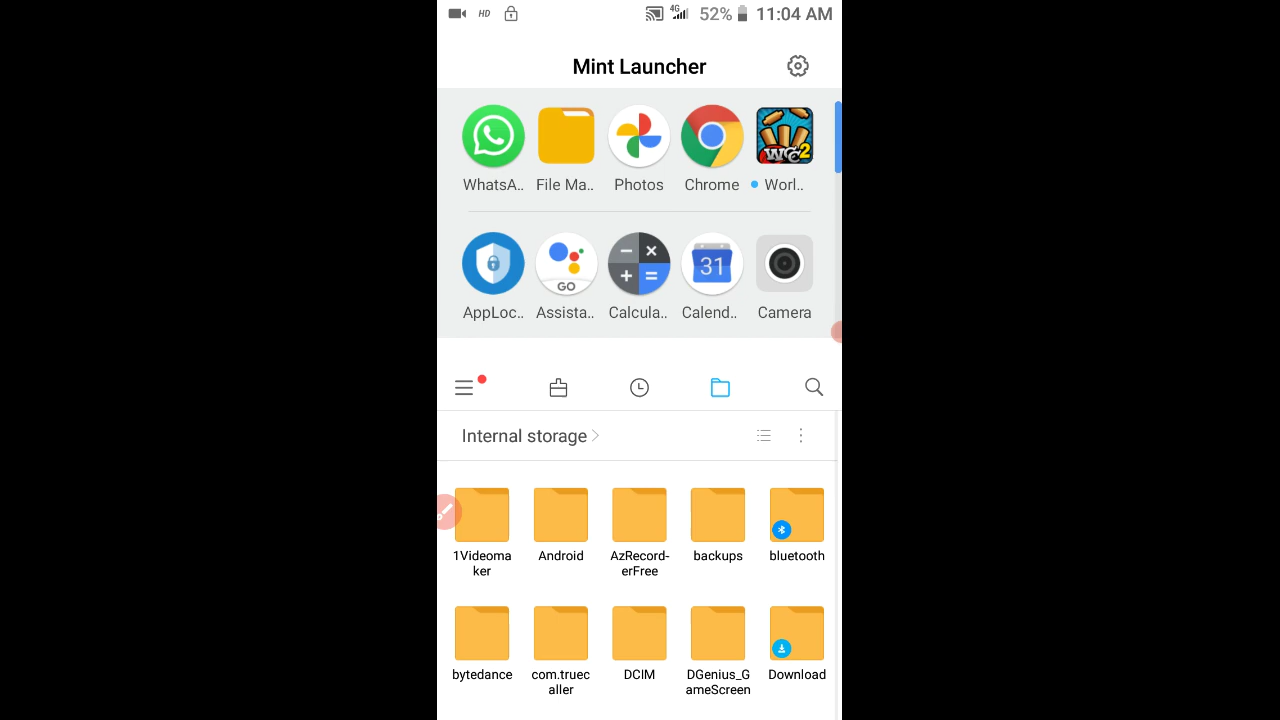 HD 4G 52% 11:04 AM
Mint Launcher
WCC2
WhatsA.. File Ma.. Photos Chrome Worl..
GO 31
AppLoc.. Assista.. Calcula.. Calend.. Camera
Internal storage
1Videoma Android AzRecord- backups bluetooth
ker erFree
bytedance com.truec DCIM DGenius_G Download
aller ameScreen